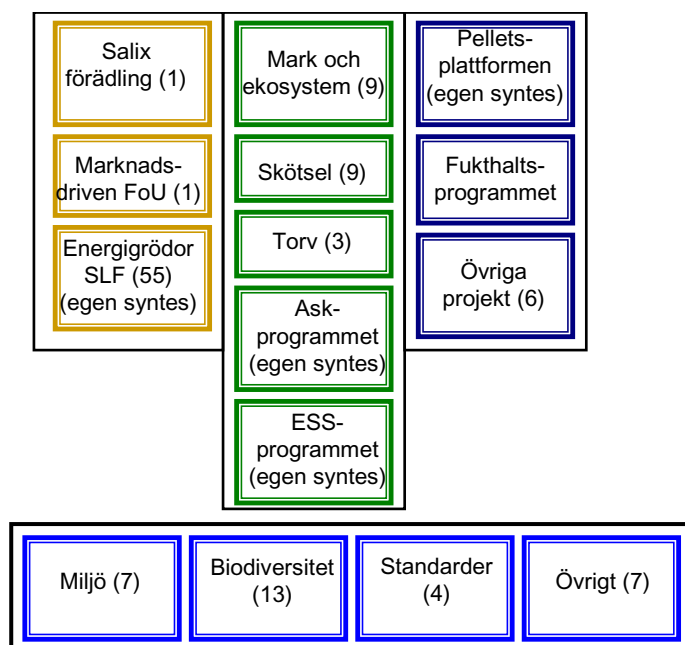 Salix
förädling (1)
Marknads-
driven FoU (1)
Energigrödor
SLF (55)
(egen syntes)
Mark och
ekosystem (9)
Skötsel (9)
Torv (3)
Ask-
programmet
(egen syntes)
ESS-
programmet
(egen syntes)
Pellets-
plattformen
(egen syntes)
Fukthalts-
programmet
Övriga
projekt (6)
Miljö (7)
Biodiversitet
(13)
Standarder
(4)
Övrigt (7)